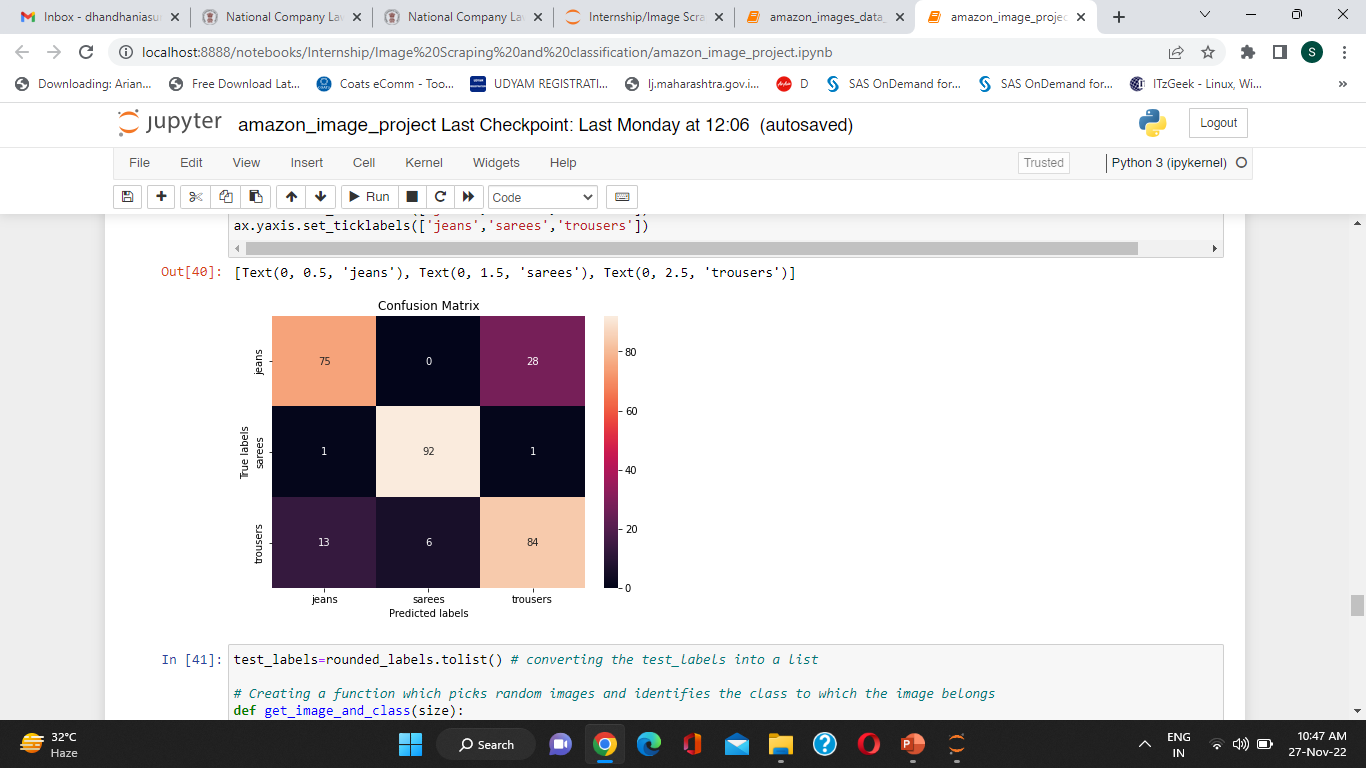 Inbox - dhandhaniasu
National Company La
National Company La
Internship/Image Scra
amazon_images_data_
amazon_image_projec
localhost:8888/notebooks/Internship/Image%20Scraping%20and%20classification/amazon_image_project.ipynb
S
Downloading: Arian...
Free Download Lat...
Coats eComm - Too...
UDYAM REGISTRATI...
lj.maharashtra.gov.i...
D
SAS OnDemand for...
SAS OnDemand for...
ITzGeek - Linux, Wi...
»
jupyter amazon_image_project Last Checkpoint: Last Monday at 12:06 (autosaved)
Logout
File Edit View Insert Cell Kernel Widgets Help
Trusted
Python 3 (ipykernel)
Run
Code
ax.yaxis.set_ticklabels(['jeans','sarees','trousers'])
Out[40]: [Text(0, 0.5, 'jeans'), Text(0, 1.5, 'sarees'), Text(0, 2.5, 'trousers')]
Confusion Matrix
True labels
jeans 75 0 28
sarees 1 92 1
trousers 13 6 84
jeans sarees trousers
Predicted labels
80
60
40
20
0
In [41]: test_labels=rounded_labels.tolist() # converting the test_labels into a list
# Creating a function which picks random images and identifies the class to which the image belongs
def get_image_and_class(size):
32°C
Haze
Search
ENG
IN
10:47 AM
27-Nov-22